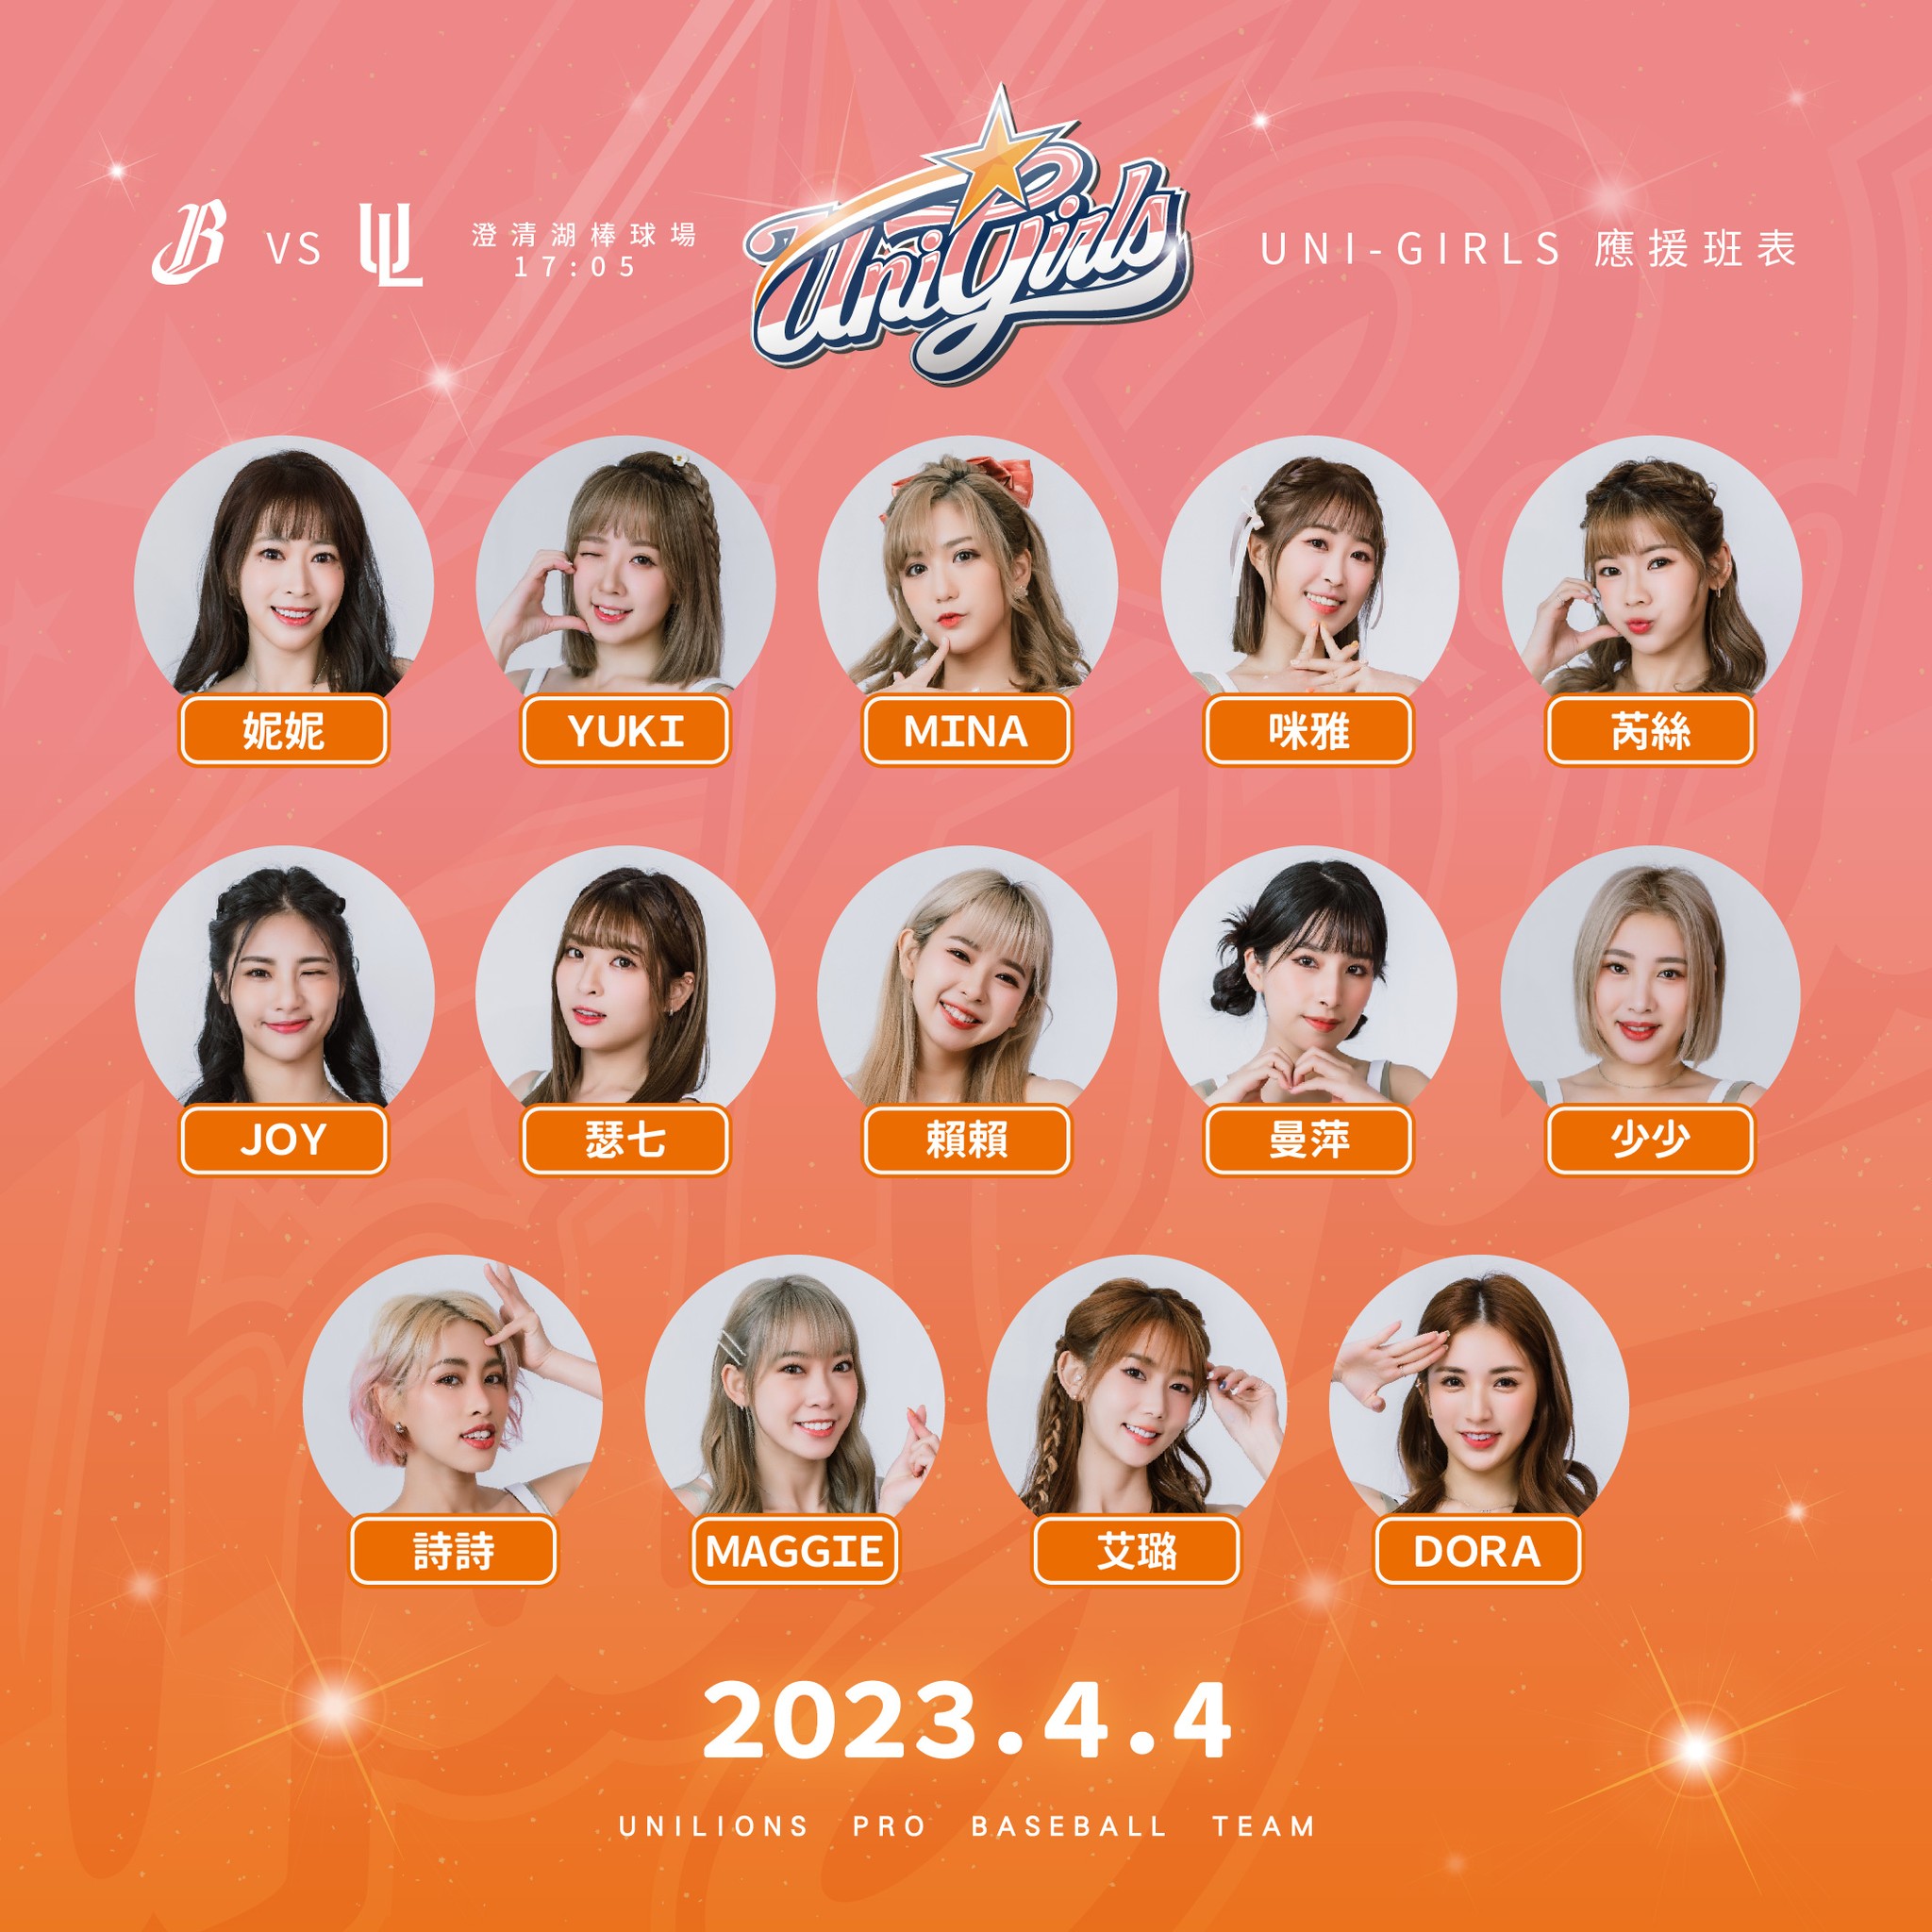 B VS UL
澄清湖棒球場
17:05
UniGirls
UNI-GIRLS 應援班表
妮妮
YUKI
MINA
咪雅
芮絲
JOY
瑟七
賴賴
曼萍
少少
詩詩
MAGGIE
艾璐
DORA
2023.4.4
UNILIONS PRO BASEBALL TEAM